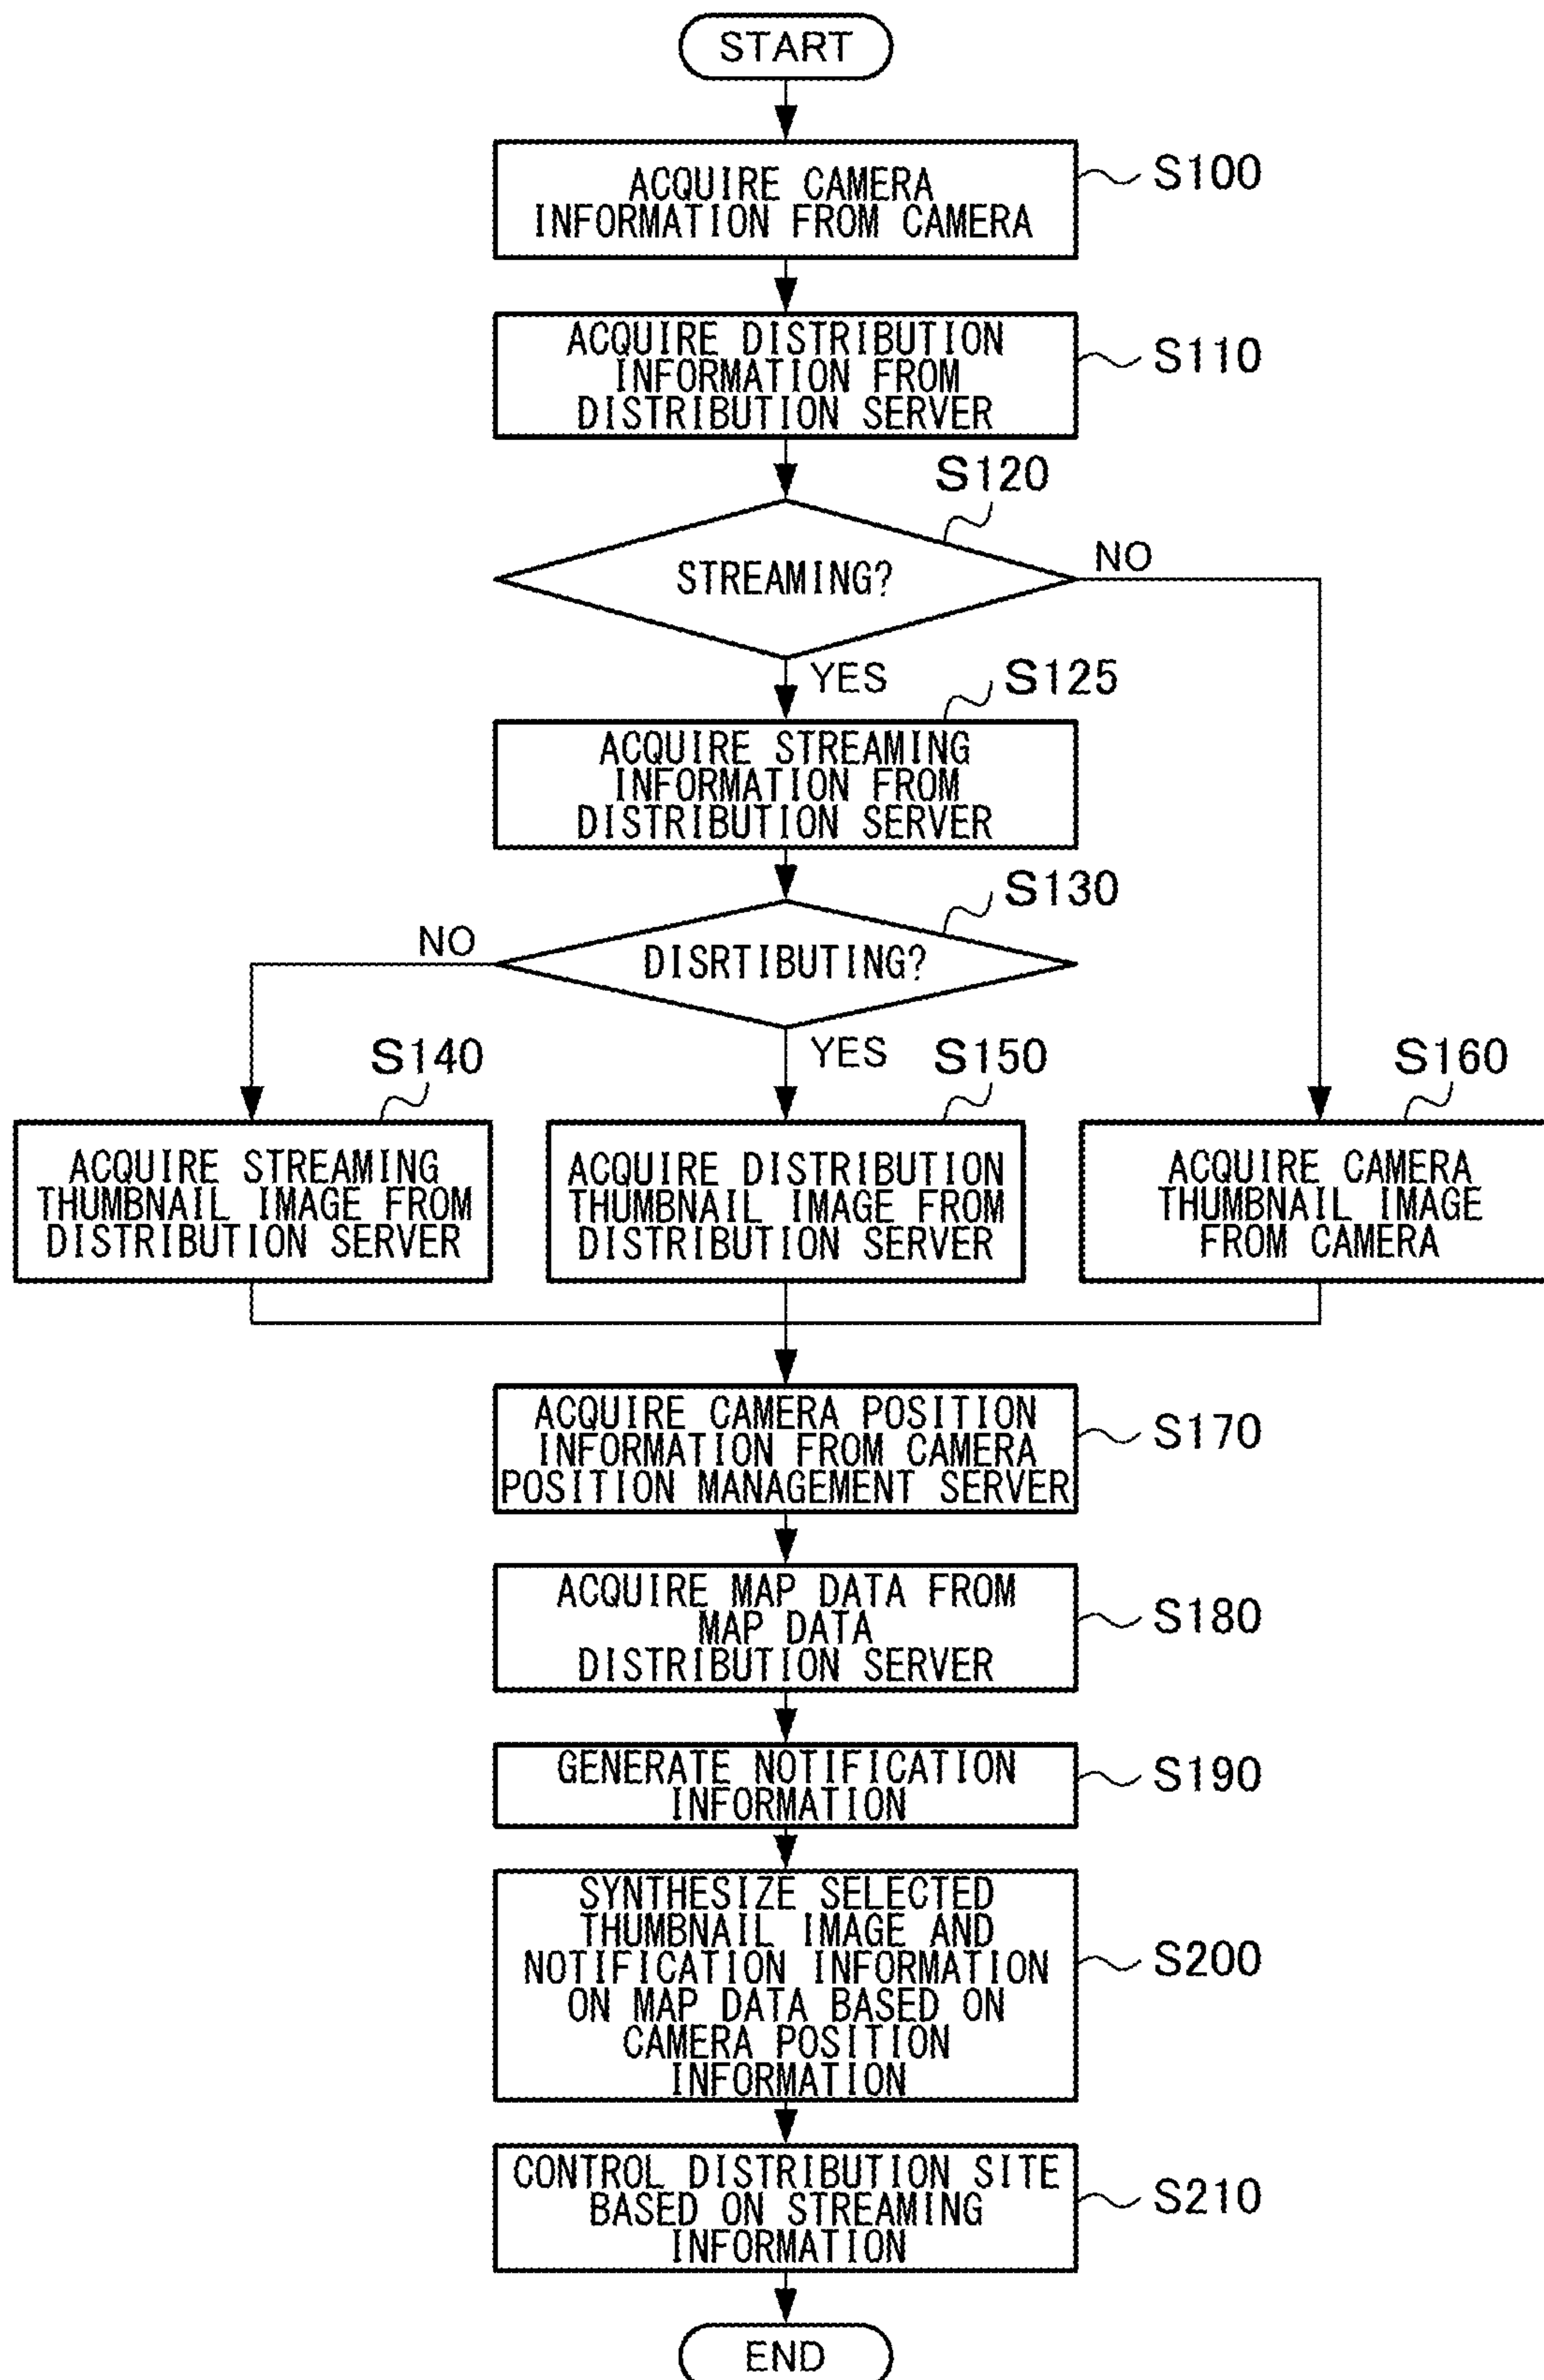 START
ACQUIRE CAMERA
INFORMATION FROM CAMERA
S100
ACQUIRE DISTRIBUTION
INFORMATION FROM
DISTRIBUTION SERVER
S110
S120
STREAMING?
NO
YES
S125
ACQUIRE STREAMING
INFORMATION FROM
DISTRIBUTION SERVER
S130
DISRTIBUTING?
NO
YES
S140
ACQUIRE STREAMING
THUMBNAIL IMAGE FROM
DISTRIBUTION SERVER
S150
ACQUIRE DISTRIBUTION
THUMBNAIL IMAGE FROM
DISTRIBUTION SERVER
S160
ACQUIRE CAMERA
THUMBNAIL IMAGE
FROM CAMERA
ACQUIRE CAMERA POSITION
INFORMATION FROM CAMERA
POSITION MANAGEMENT SERVER
S170
ACQUIRE MAP DATA FROM
MAP DATA
DISTRIBUTION SERVER
S180
GENERATE NOTIFICATION
INFORMATION
S190
SYNTHESIZE SELECTED
THUMBNAIL IMAGE AND
NOTIFICATION INFORMATION
ON MAP DATA BASED ON
CAMERA POSITION
INFORMATION
S200
CONTROL DISTRIBUTION SITE
BASED ON STREAMING
INFORMATION
S210
END